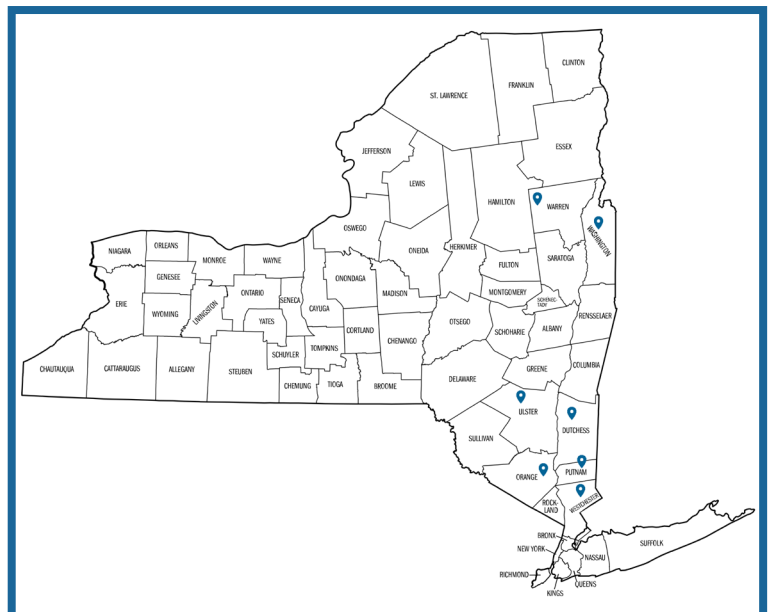 CLINTON
FRANKLIN
ST. LAWRENCE
ESSEX
JEFFERSON
LEWIS
HAMILTON
WARREN
WASHINGTON
OSWEGO
ONEIDA
HERKIMER
SARATOGA
FULTON
NIAGARA
ORLEANS
MONROE
WAYNE
GENESEE
ONONDAGA
MADISON
MONTGOMERY
SCHENEC-
TADY
ERIE
WYOMING
LIVINGSTON
ONTARIO
SENECA
CAYUGA
YATES
CORTLAND
CHENANGO
OTSEGO
SCHOHARIE
ALBANY
RENSSELAER
CHAUTAUQUA
CATTARAUGUS
ALLEGANY
STEUBEN
SCHUYLER
TOMPKINS
CHEMUNG
TIOGA
BROOME
DELAWARE
GREENE
COLUMBIA
ULSTER
SULLIVAN
DUTCHESS
ORANGE
PUTNAM
ROCK-
LAND
WESTCHESTER
BRONX
NEW YORK
NASSAU
SUFFOLK
RICHMOND
QUEENS
KINGS